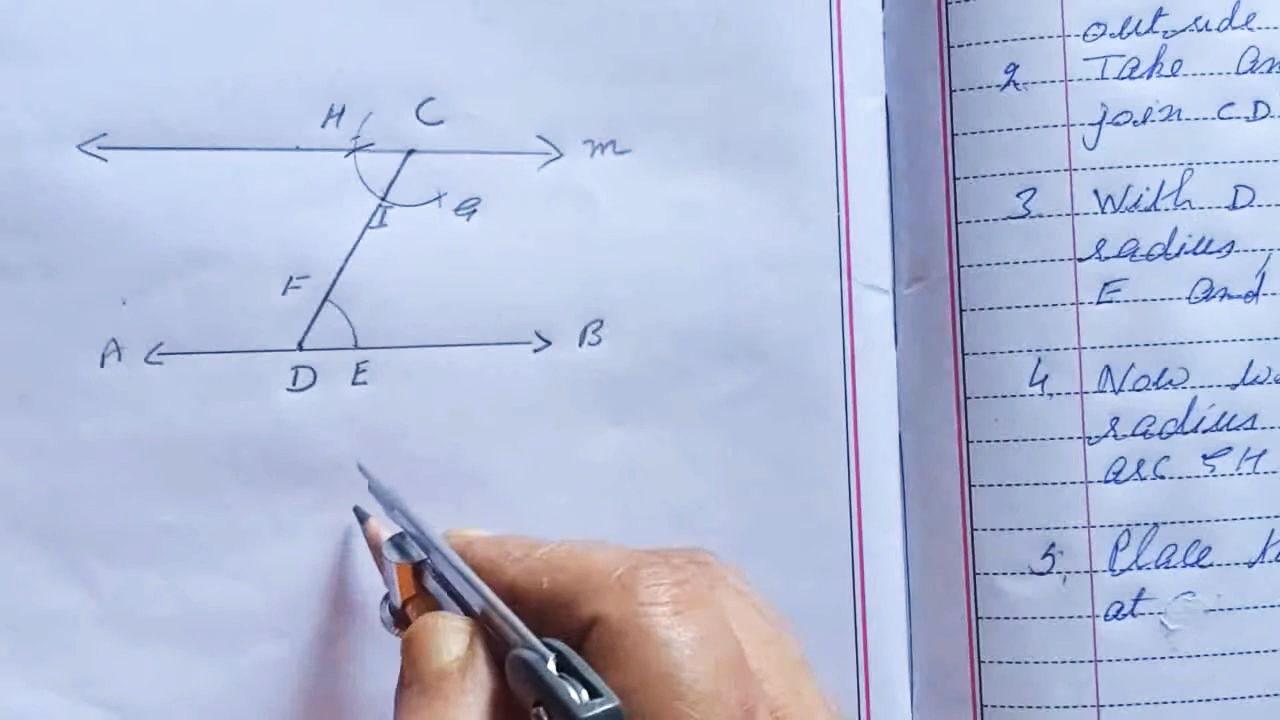 H C
m
I G
F
A B
D E
outside
2. Take an
join CD
3. With D
radius
E and
4. Now
radius
arc GH
5. Place
at